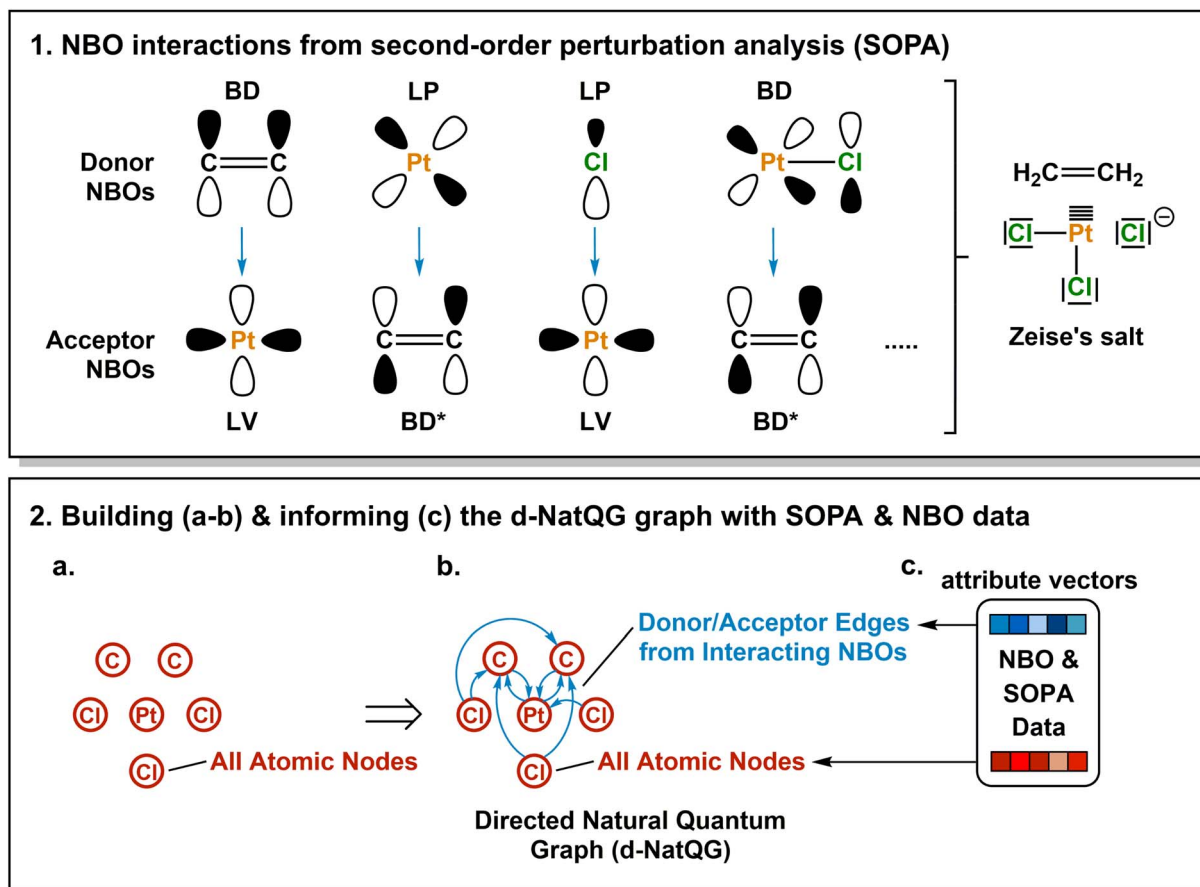 1. NBO interactions from second-order perturbation analysis (SOPA)
BD LP LP BD
Donor
NBOs
C C Pt Cl Pt Cl
H₂C CH₂
Cl Pt Cl ⊖
Cl
Zeise's salt
Acceptor
NBOs
Pt C C Pt C C .....
LV BD* LV BD*
2. Building (a-b) & informing (c) the d-NatQG graph with SOPA & NBO data
a.
C C
Cl Pt Cl
Cl All Atomic Nodes
b.
Donor/Acceptor Edges
from Interacting NBOs
C C
Cl Pt Cl
Cl All Atomic Nodes
Directed Natural Quantum
Graph (d-NatQG)
c.
attribute vectors
NBO &
SOPA
Data